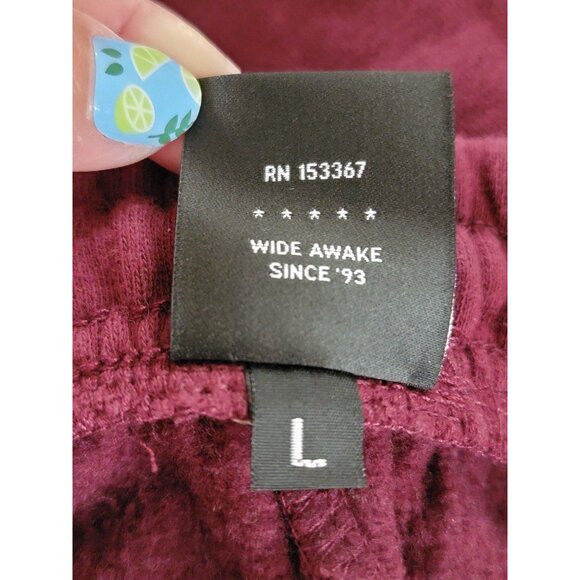 RN 153367
* * * * *
WIDE AWAKE
SINCE '93
L